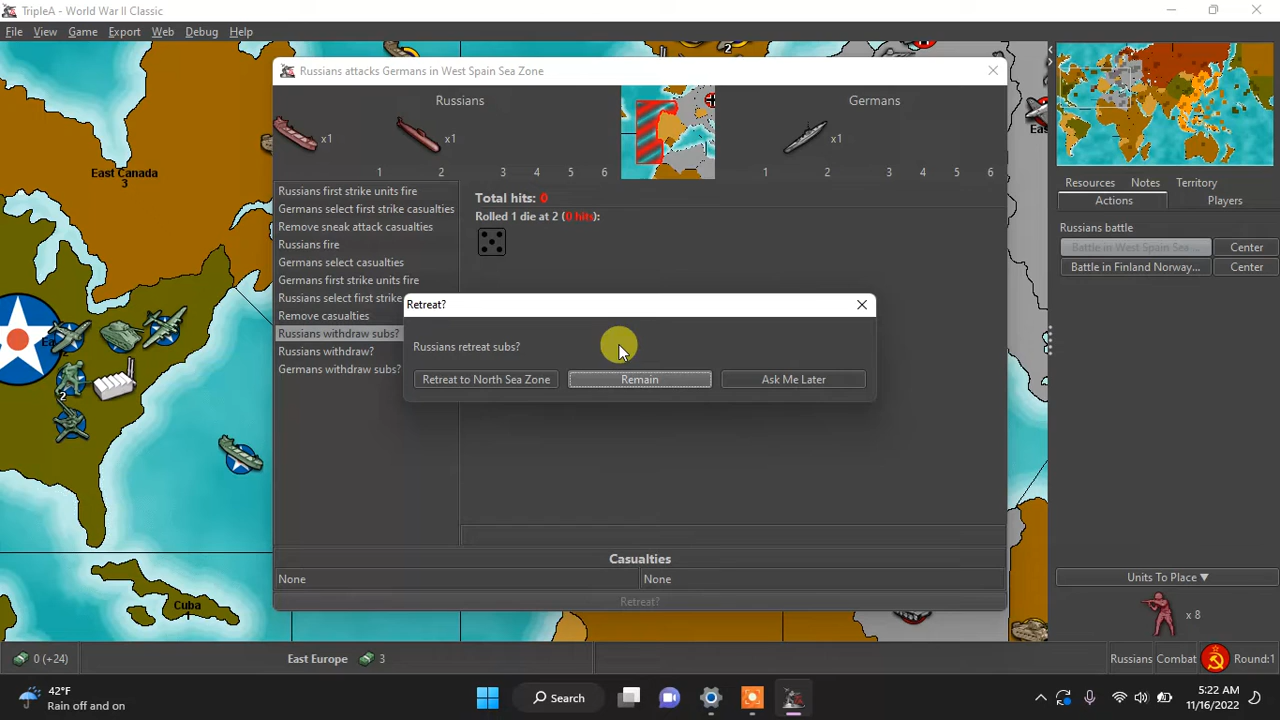 TripleA - World War II Classic
File View Game Export Web Debug Help
East Canada
3
2
Cuba
1
2
Russians attacks Germans in West Spain Sea Zone
Russians Germans
x1 x1 x1
1 2 3 4 5 6 1 2 3 4 5 6
Russians first strike units fire
Germans select first strike casualties
Remove sneak attack casualties
Russians fire
Germans select casualties
Germans first strike units fire
Russians select first strike
Remove casualties
Russians withdraw subs?
Russians withdraw?
Germans withdraw subs?
Total hits: 0
Rolled 1 die at 2 (0 hits):
Retreat?
Russians retreat subs?
Retreat to North Sea Zone Remain Ask Me Later
Casualties
None None
Retreat?
Resources Notes Territory
Actions Players
Russians battle
Battle in West Spain Sea ... Center
Battle in Finland Norway... Center
Units To Place ▼
x 8
0 (+24) East Europe 3 Russians Combat Round:1
42°F
Rain off and on
Search
5:22 AM
11/16/2022